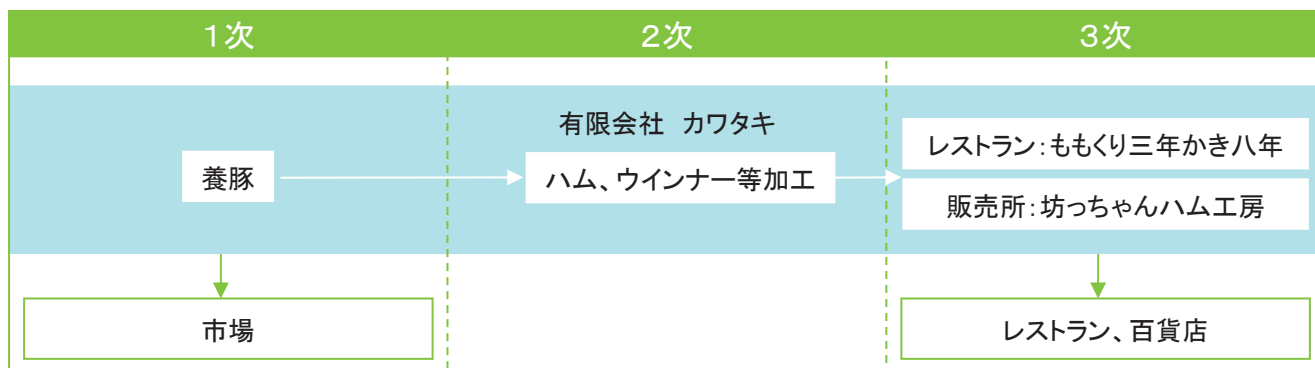 1次
2次
3次
有限会社 カワタキ
養豚
ハム、ウインナー等加工
レストラン：ももくり三年かき八年
販売所：坊っちゃんハム工房
市場
レストラン、百貨店